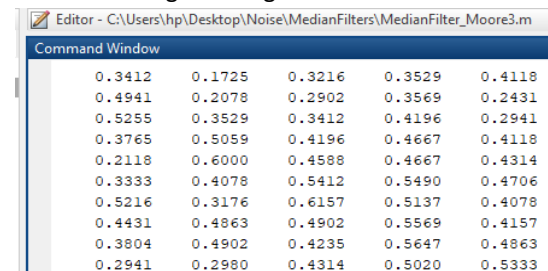 Editor - C:\Users\hp\Desktop\Noise\MedianFilters\MedianFilter_Moore3.m
Command Window
0.3412 0.1725 0.3216 0.3529 0.4118
0.4941 0.2078 0.2902 0.3569 0.2431
0.5255 0.3529 0.3412 0.4196 0.2941
0.3765 0.5059 0.4196 0.4667 0.4118
0.2118 0.6000 0.4588 0.4667 0.4314
0.3333 0.4078 0.5412 0.5490 0.4706
0.5216 0.3176 0.6157 0.5137 0.4078
0.4431 0.4863 0.4902 0.5569 0.4157
0.3804 0.4902 0.4235 0.5647 0.4863
0.2941 0.2980 0.4314 0.5020 0.5333